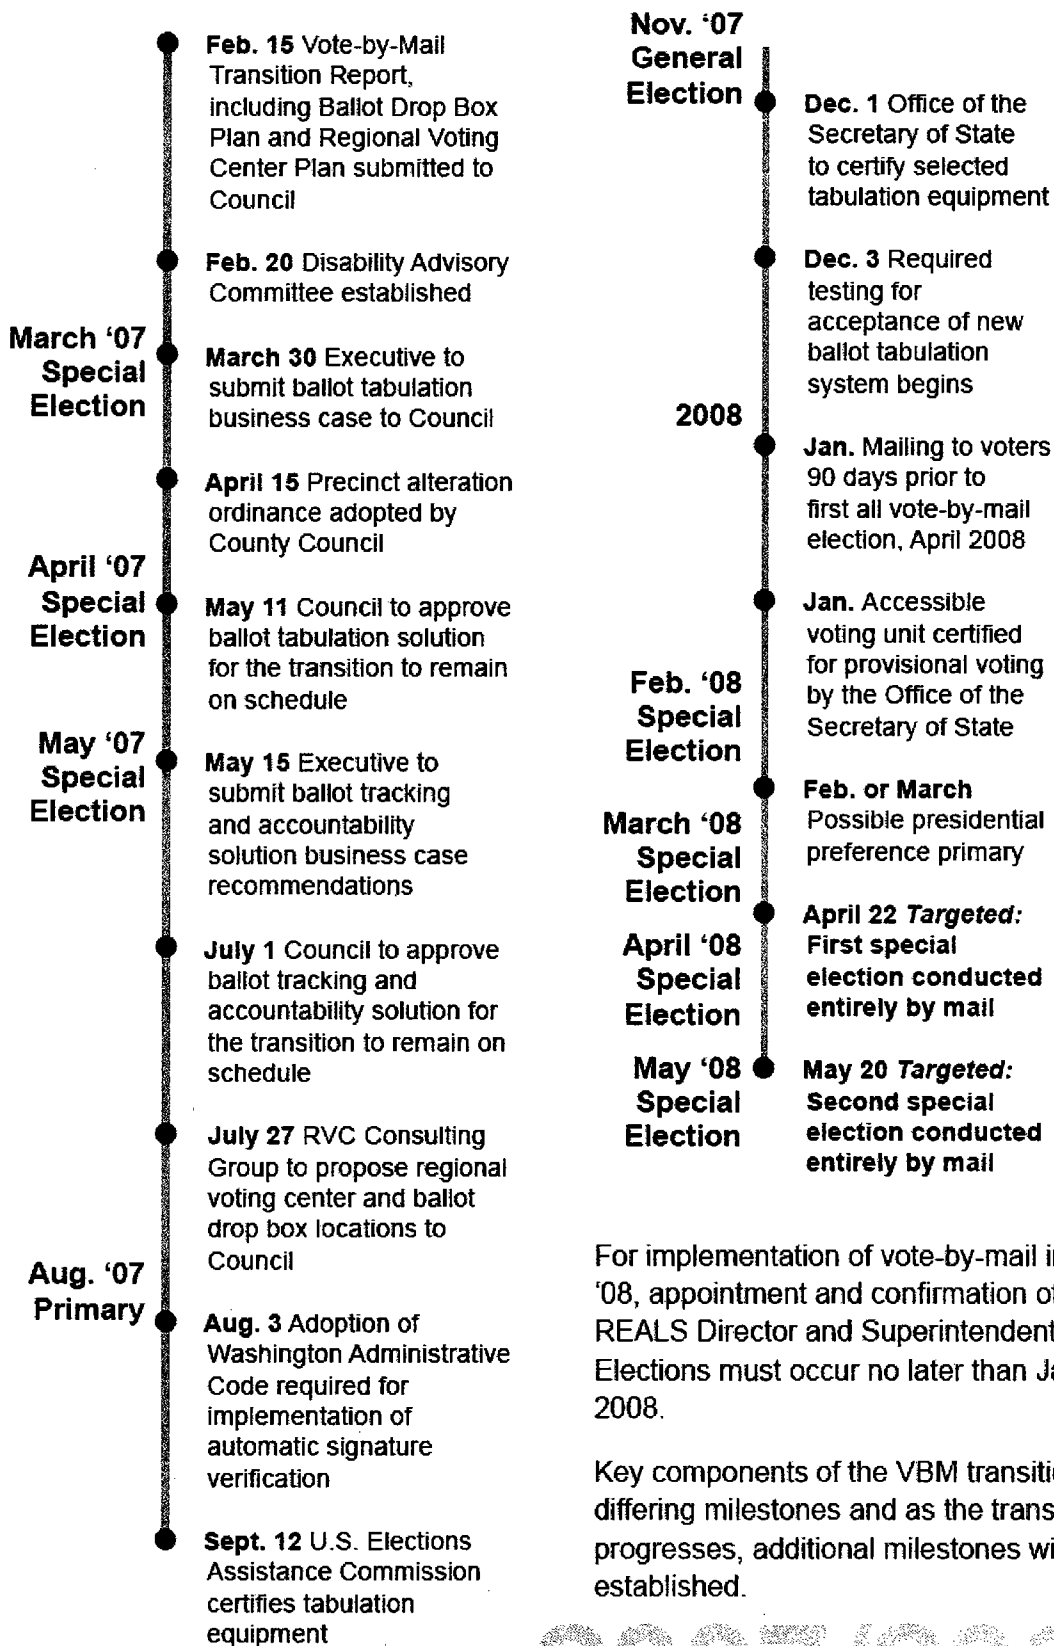 Feb. 15 Vote-by-Mail
Transition Report,
including Ballot Drop Box
Plan and Regional Voting
Center Plan submitted to
Council
Feb. 20 Disability Advisory
Committee established
March '07
Special
Election
March 30 Executive to
submit ballot tabulation
business case to Council
April 15 Precinct alteration
ordinance adopted by
County Council
April '07
Special
Election
May 11 Council to approve
ballot tabulation solution
for the transition to remain
on schedule
May '07
Special
Election
May 15 Executive to
submit ballot tracking
and accountability
solution business case
recommendations
July 1 Council to approve
ballot tracking and
accountability solution for
the transition to remain on
schedule
July 27 RVC Consulting
Group to propose regional
voting center and ballot
drop box locations to
Council
Aug. '07
Primary
Aug. 3 Adoption of
Washington Administrative
Code required for
implementation of
automatic signature
verification
Sept. 12 U.S. Elections
Assistance Commission
certifies tabulation
equipment
Nov. '07
General
Election
Dec. 1 Office of the
Secretary of State
to certify selected
tabulation equipment
Dec. 3 Required
testing for
acceptance of new
ballot tabulation
system begins
2008
Jan. Mailing to voters
90 days prior to
first all vote-by-mail
election, April 2008
Jan. Accessible
voting unit certified
for provisional voting
by the Office of the
Secretary of State
Feb. '08
Special
Election
Feb. or March
Possible presidential
preference primary
March '08
Special
Election
April 22 Targeted:
First special
election conducted
entirely by mail
April '08
Special
Election
May '08
Special
Election
May 20 Targeted:
Second special
election conducted
entirely by mail
For implementation of vote-by-mail
'08, appointment and confirmation
REALS Director and Superintendent
Elections must occur no later than
2008.
Key components of the VBM
differing milestones and as the
progresses, additional milestones
established.